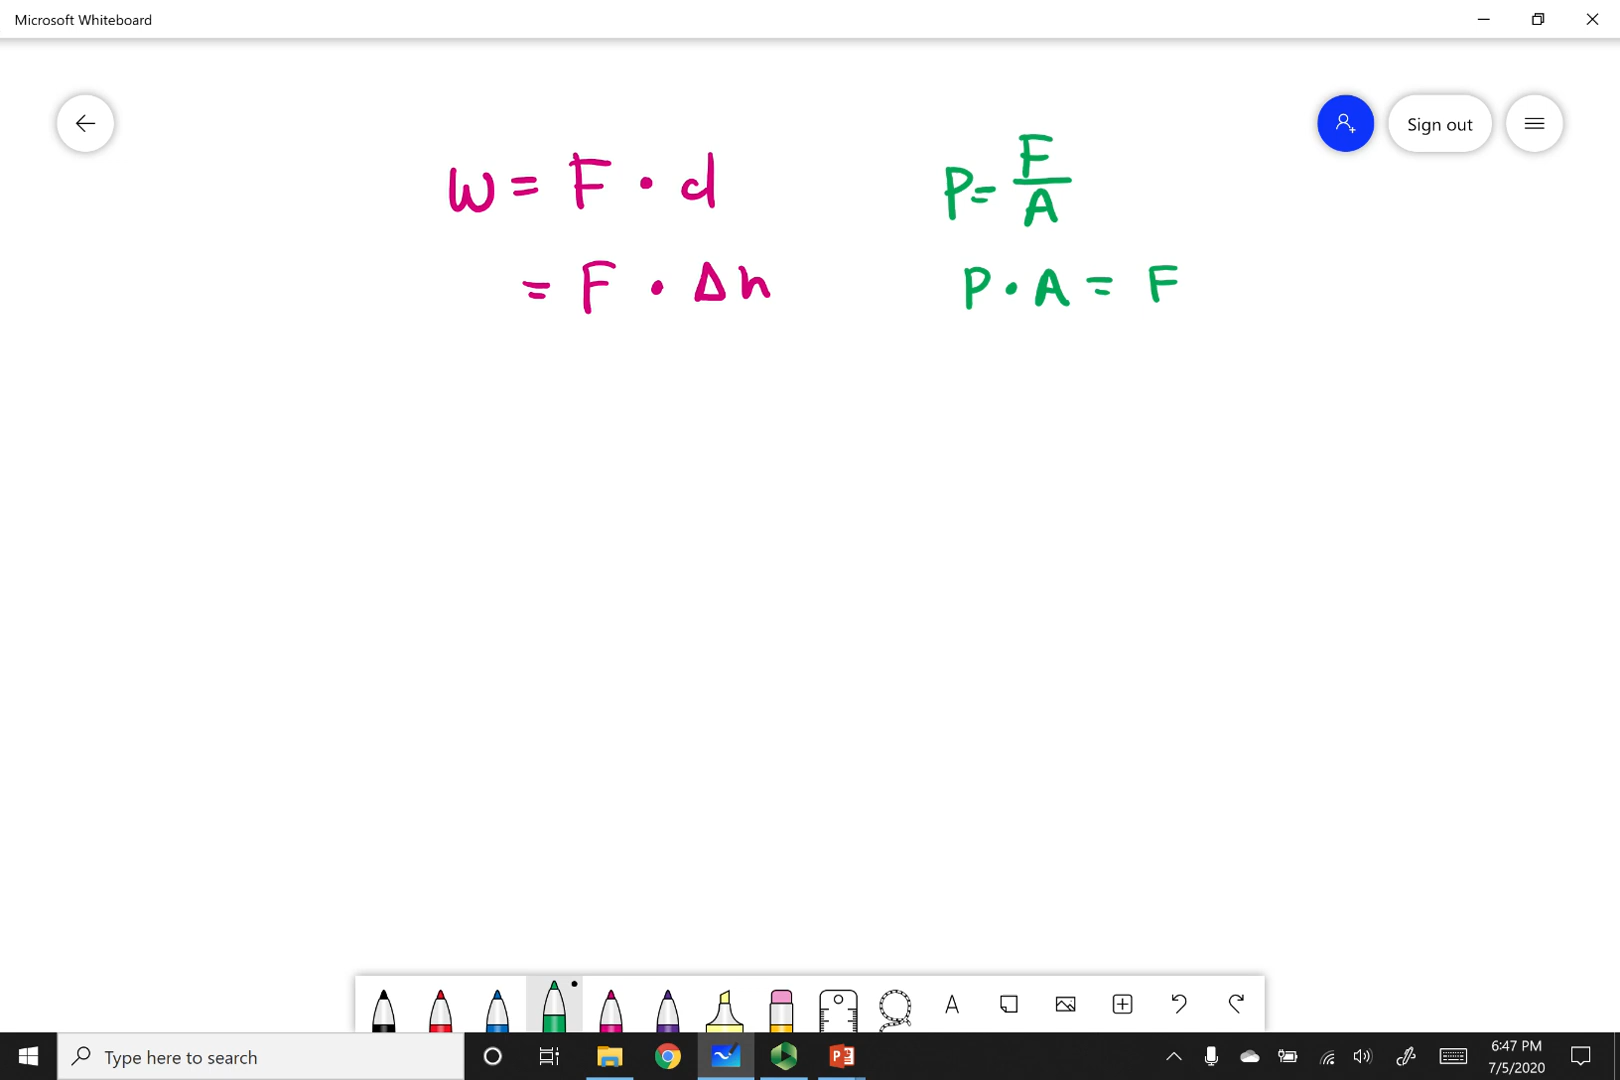 Microsoft Whiteboard
Sign out
W = F · d
= F · Δh
P = F/A
P · A = F
A
Type here to search
6:47 PM
7/5/2020